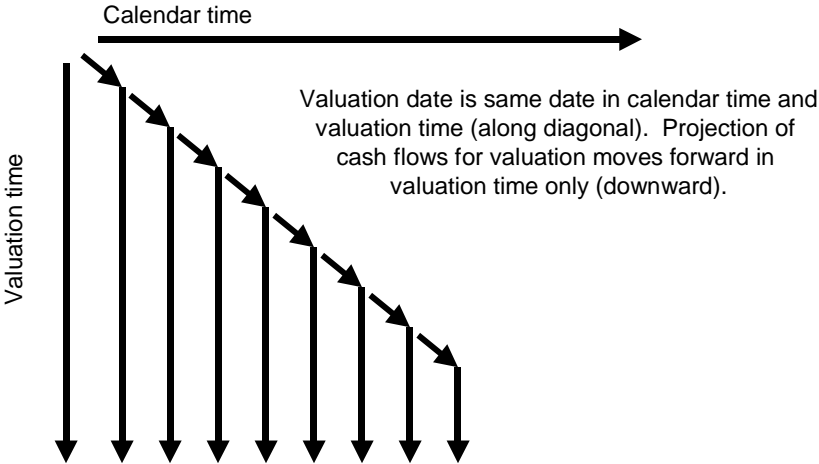 Calendar time
Valuation date is same date in calendar time and
valuation time (along diagonal).  Projection of
cash flows for valuation moves forward in
valuation time only (downward).
Valuation time